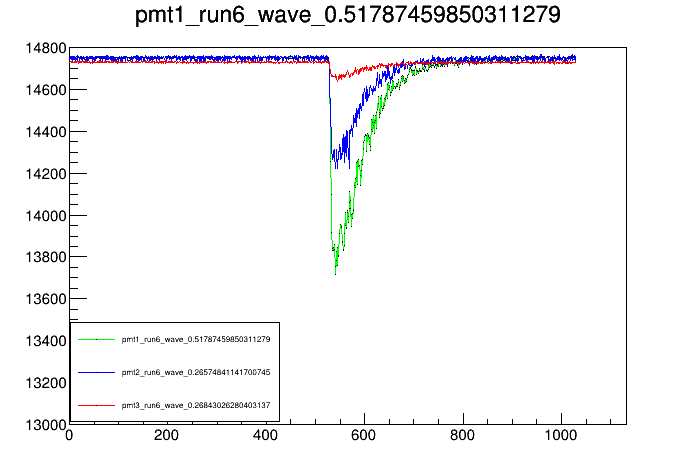 pmt1_run6_wave_0.51787459850311279
14800
14600
14400
14200
14000
13800
13600
13400
13200
13000
pmt1_run6_wave_0.51787459850311279
pmt2_run6_wave_0.26574841141700745
pmt3_run6_wave_0.26843026280403137
0 200 400 600 800 1000